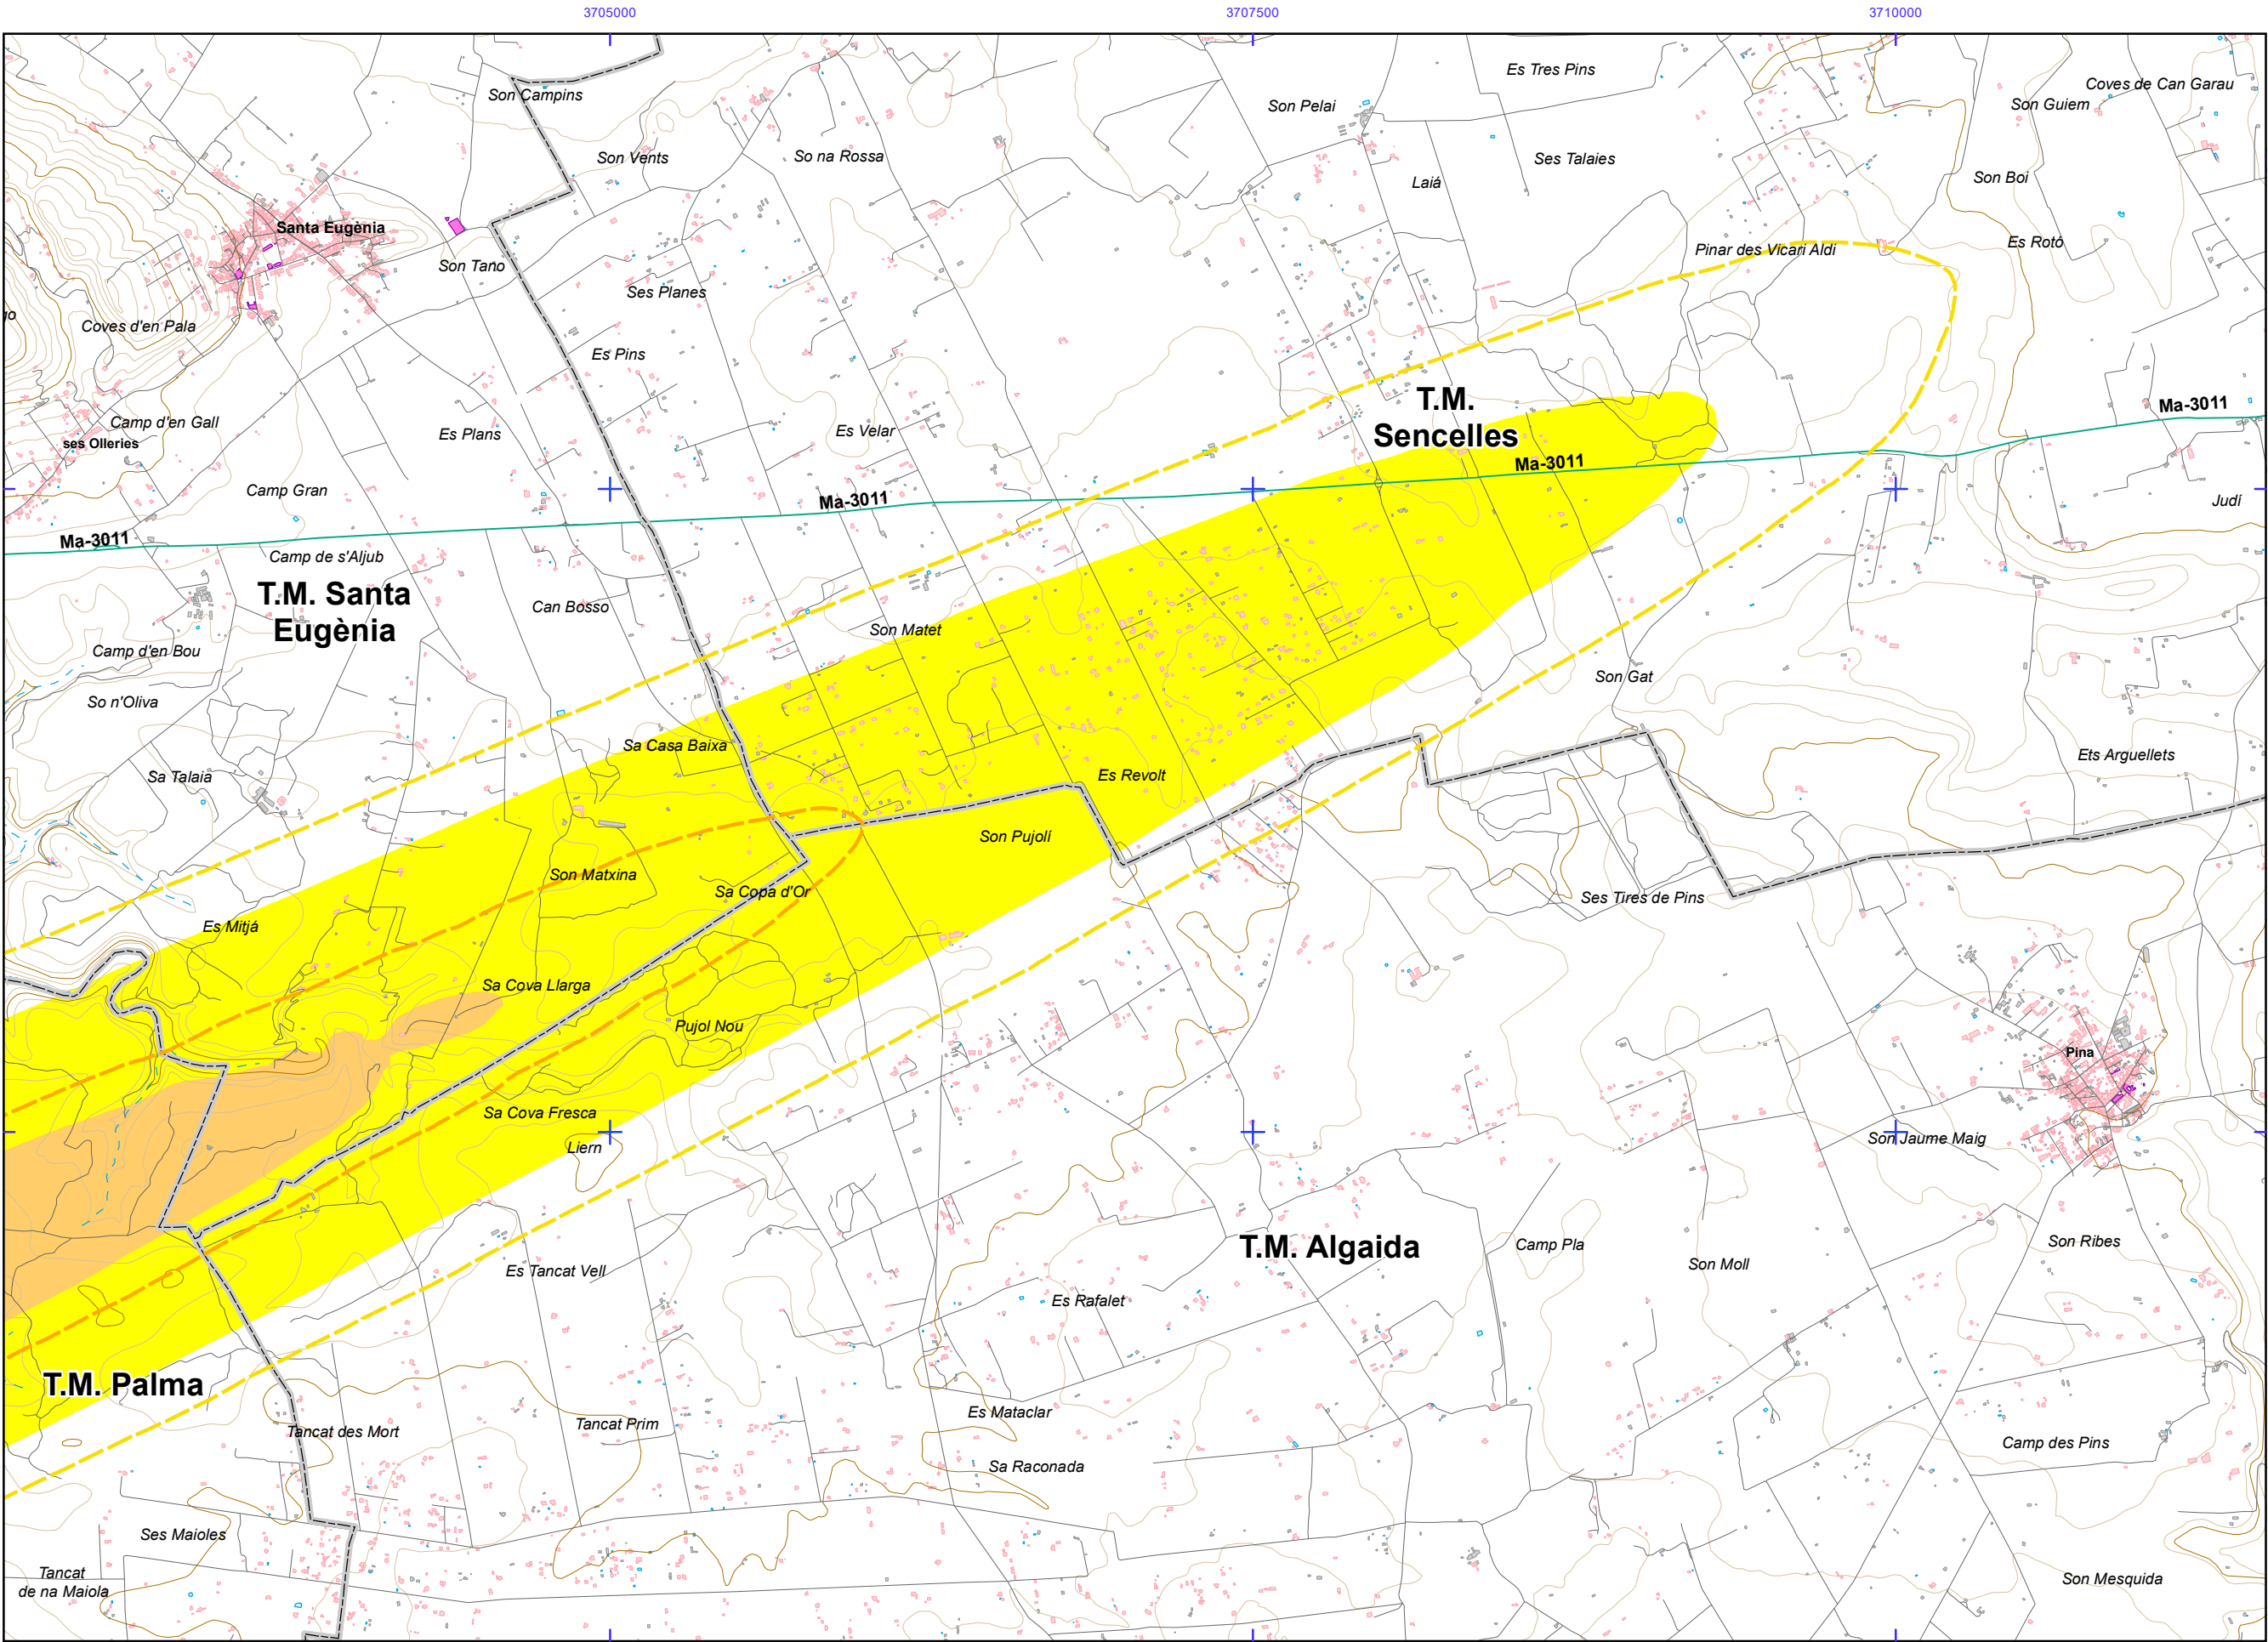 3705000
3707500
3710000
Es Tres Pins
Coves de Can Garau
Son Campins
Son Pelai
Son Guiem
Son Vents
So na Rossa
Ses Talaies
Laiá
Son Boi
Santa Eugènia
Es Rotó
Pinar des Vicari Aldi
Son Tano
Ses Planes
Coves d'en Pala
Es Pins
T.M.
Sencelles
Ma-3011
Camp d'en Gall
Es Velar
Es Plans
ses Olleries
Ma-3011
Camp Gran
Ma-3011
Judí
Ma-3011
Camp de s'Aljub
T.M. Santa
Eugènia
Can Bosso
Son Matet
Camp d'en Bou
Son Gat
So n'Oliva
Sa Casa Baixa
Ets Arguellets
Sa Talaia
Es Revolt
Son Pujolí
Son Matxina
Sa Copa d'Or
Ses Tires de Pins
Es Mitjá
Sa Cova Llarga
Pujol Nou
Pina
Sa Cova Fresca
Son Jaume Maig
Liern
T.M. Algaida
Camp Pla
Son Ribes
Son Moll
Es Tancat Vell
Es Rafalet
T.M. Palma
Es Mataclar
Tancat Prim
Tancat des Mort
Camp des Pins
Sa Raconada
Ses Maioles
Tancat
de na Maiola
Son Mesquida